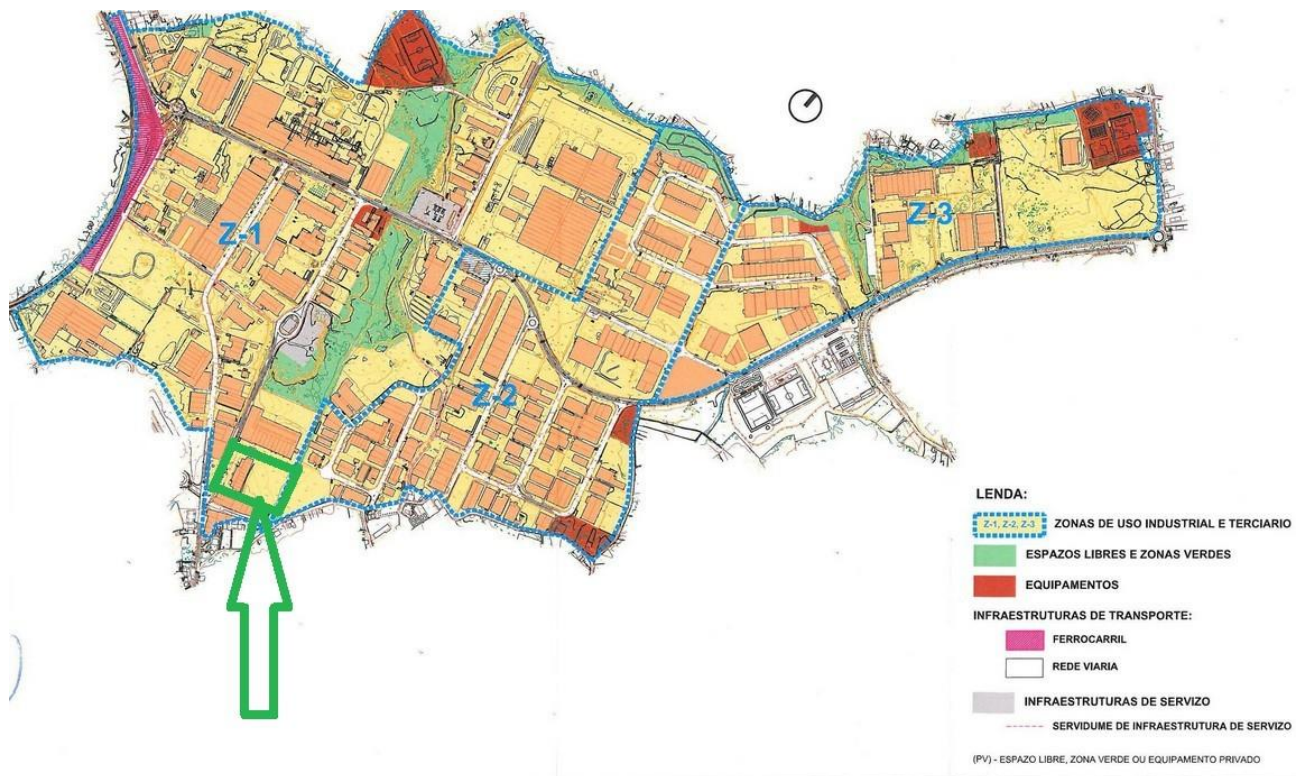 Z-1
Z-2
Z-3
LENDA:
Z-1, Z-2, Z-3 ZONAS DE USO INDUSTRIAL E TERCIARIO
ESPAZOS LIBRES E ZONAS VERDES
EQUIPAMENTOS
INFRAESTRUTURAS DE TRANSPORTE:
FERROCARRIL
REDE VIARIA
INFRAESTRUTURAS DE SERVIZO
SERVIDUME DE INFRAESTRUTURA DE SERVIZO
(PV) - ESPAZO LIBRE, ZONA VERDE OU EQUIPAMENTO PRIVADO